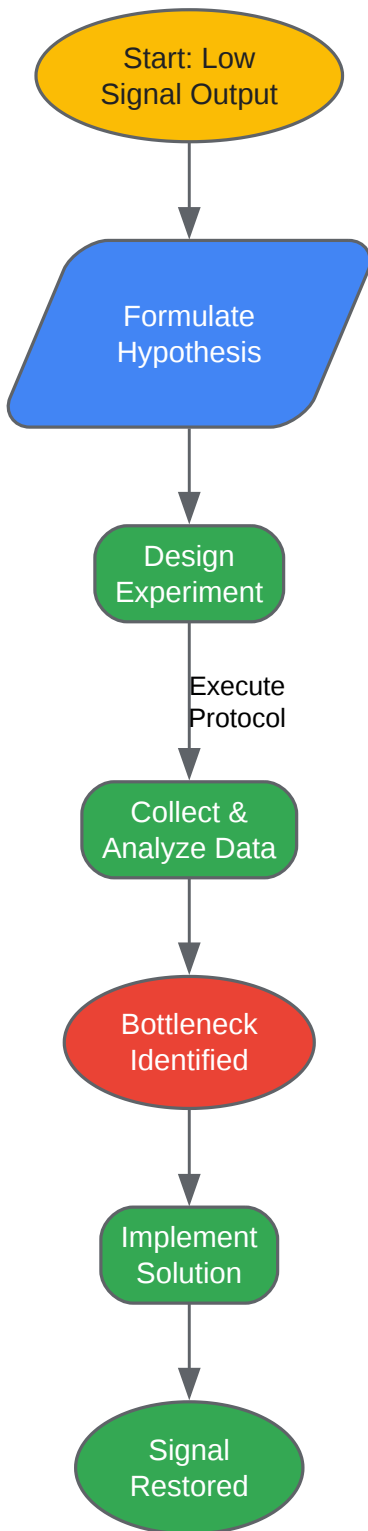 Start: Low
Signal Output
Formulate
Hypothesis
Design
Experiment
Execute
Protocol
Collect &
Analyze Data
Bottleneck
Identified
Implement
Solution
Signal
Restored